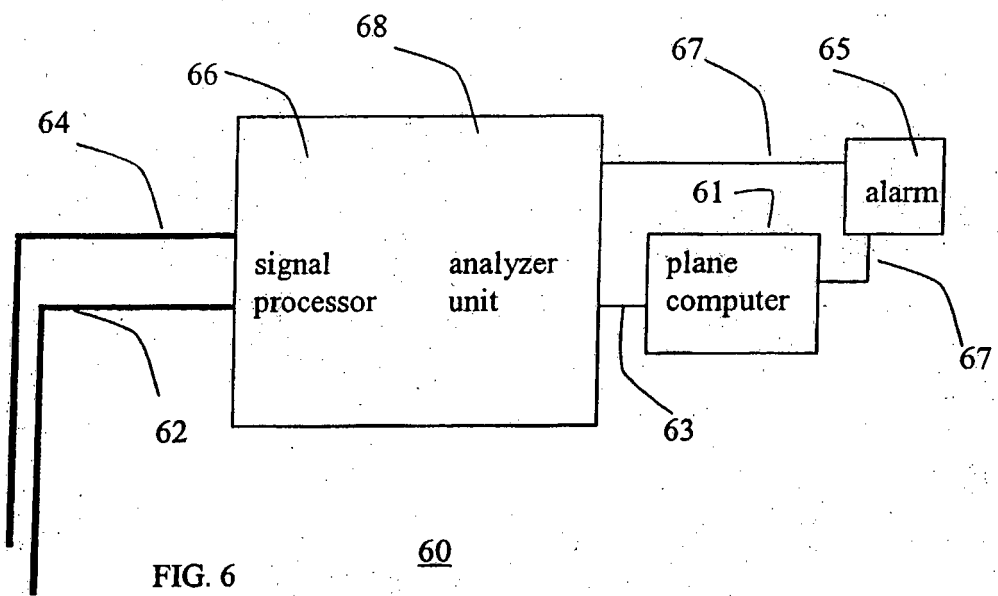 68
67
65
66
64
61
alarm
signal
processor
analyzer
unit
plane
computer
67
62
63
60
FIG. 6